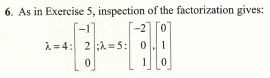 6. As in Exercise 5, inspection of the factorization gives:
λ = 4: [-1 2 0]; λ = 5: [-2 0 1], [0 1 0]